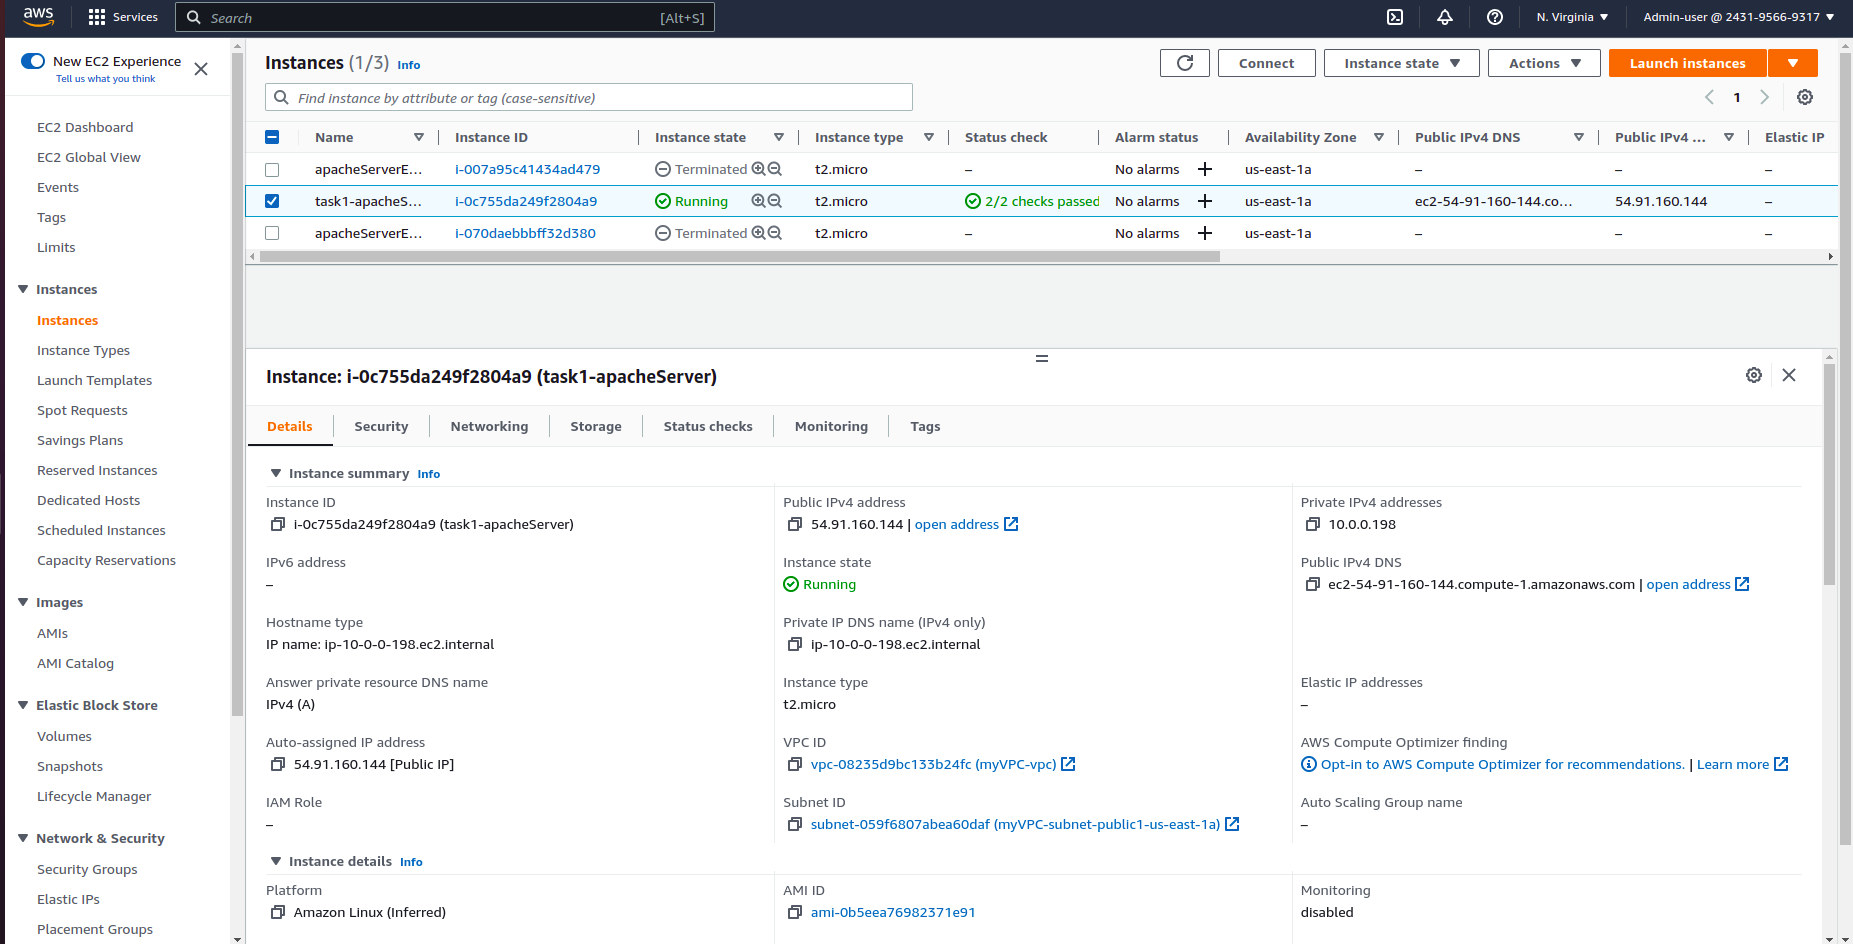 aws Services Search [Alt+S] N. Virginia Admin-user @ 2431-9566-9317
New EC2 Experience
Tell us what you think
EC2 Dashboard
EC2 Global View
Events
Tags
Limits
Instances
Instances
Instance Types
Launch Templates
Spot Requests
Savings Plans
Reserved Instances
Dedicated Hosts
Scheduled Instances
Capacity Reservations
Images
AMIs
AMI Catalog
Elastic Block Store
Volumes
Snapshots
Lifecycle Manager
Network & Security
Security Groups
Elastic IPs
Placement Groups
Instances (1/3) Info Connect Instance state Actions Launch instances
Find instance by attribute or tag (case-sensitive) 1
Name Instance ID Instance state Instance type Status check Alarm status Availability Zone Public IPv4 DNS Public IPv4 ... Elastic IP
apacheServerE... i-007a95c41434ad479 Terminated t2.micro – No alarms + us-east-1a – – –
task1-apacheS... i-0c755da249f2804a9 Running t2.micro 2/2 checks passed No alarms + us-east-1a ec2-54-91-160-144.co... 54.91.160.144 –
apacheServerE... i-070daebbbff32d380 Terminated t2.micro – No alarms + us-east-1a – – –
Instance: i-0c755da249f2804a9 (task1-apacheServer)
Details Security Networking Storage Status checks Monitoring Tags
Instance summary Info
Instance ID Public IPv4 address Private IPv4 addresses
i-0c755da249f2804a9 (task1-apacheServer) 54.91.160.144 | open address 10.0.0.198
IPv6 address Instance state Public IPv4 DNS
– Running ec2-54-91-160-144.compute-1.amazonaws.com | open address
Hostname type Private IP DNS name (IPv4 only)
IP name: ip-10-0-0-198.ec2.internal ip-10-0-0-198.ec2.internal
Answer private resource DNS name Instance type Elastic IP addresses
IPv4 (A) t2.micro –
Auto-assigned IP address VPC ID AWS Compute Optimizer finding
54.91.160.144 [Public IP] vpc-08235d9bc133b24fc (myVPC-vpc) Opt-in to AWS Compute Optimizer for recommendations. | Learn more
IAM Role Subnet ID Auto Scaling Group name
– subnet-059f6807abea60daf (myVPC-subnet-public1-us-east-1a) –
Instance details Info
Platform AMI ID Monitoring
Amazon Linux (Inferred) ami-0b5eea76982371e91 disabled